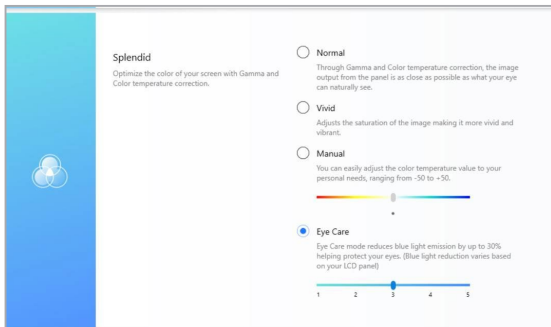 Splendid
Optimize the color of your screen with Gamma and
Color temperature correction.
Normal
Through Gamma and Color temperature correction, the image
output from the panel is as close as possible as what your eye
can naturally see.
Vivid
Adjusts the saturation of the image making it more vivid and
vibrant.
Manual
You can easily adjust the color temperature value to your
personal needs, ranging from -50 to +50.
Eye Care
Eye Care mode reduces blue light emission by up to 30%
helping protect your eyes. (Blue light reduction varies based
on your LCD panel)
1 2 3 4 5